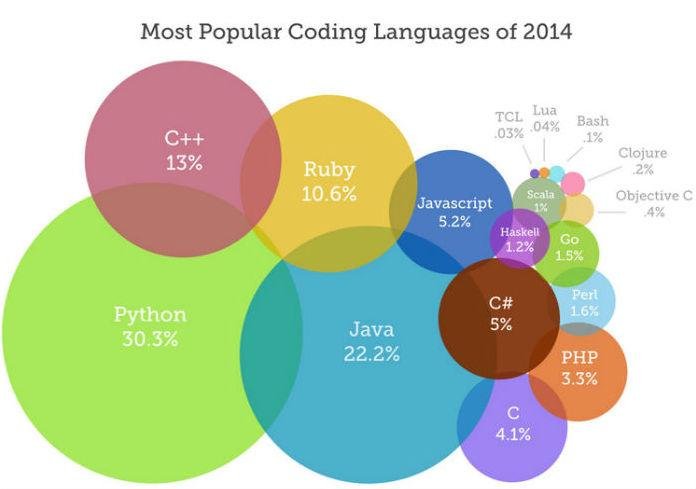 Most Popular Coding Languages of 2014
C++
13%
Ruby
10.6%
Javascript
5.2%
TCL
.03%
Lua
.04%
Bash
.1%
Clojure
.2%
Objective C
.4%
Scala
1%
Haskell
1.2%
Go
1.5%
Python
30.3%
Java
22.2%
C#
5%
Perl
1.6%
PHP
3.3%
C
4.1%